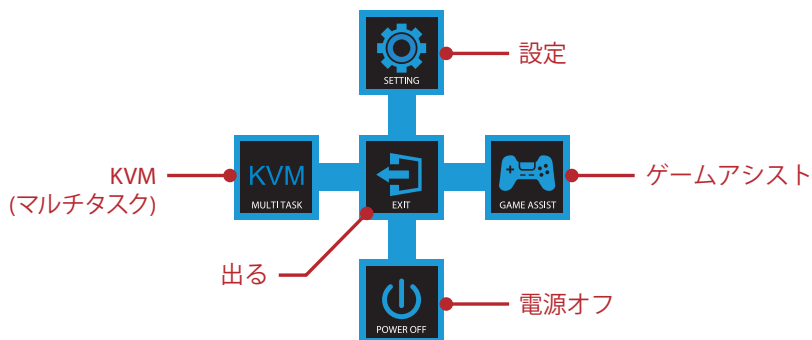 SETTING
設定
KVM
(マルチタスク)
KVM
MULTI TASK
EXIT
GAME ASSIST
ゲームアシスト
出る
POWER OFF
電源オフ